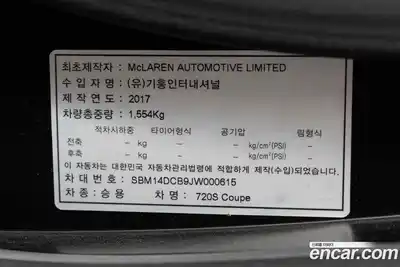 최초제작자 : McLAREN AUTOMOTIVE LIMITED
수 입 자 명 : (유)기흥인터내셔널
제 작 연 도 : 2017
차량총중량 : 1,554Kg
적차시하중 타이어형식 공기압 림형식
전축 - kg - kg/cm²(PSI) -
후축 - kg - kg/cm²(PSI) -
이 자동차는 대한민국 자동차관리법령에 적합하게 제작(수입)되었습니다.
차 대 번 호 : SBM14DCB9JW000615
차 종 : 승용 차 명 : 720S Coupe